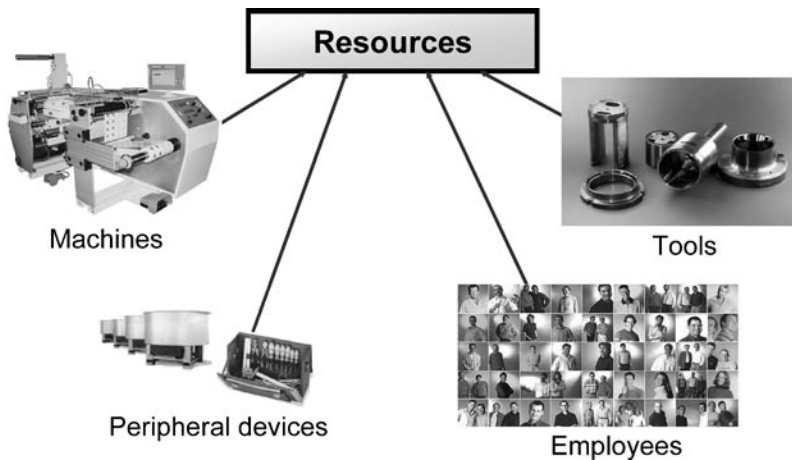 Resources
Machines
Tools
Peripheral devices
Employees